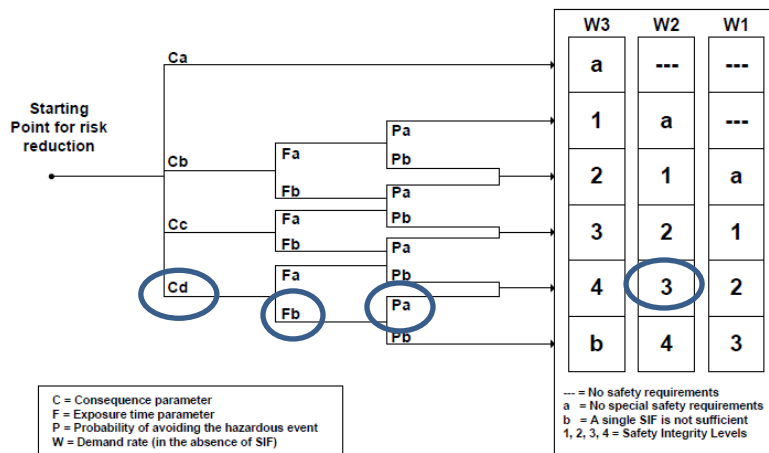 W3 W2 W1
Ca
a --- ---
Starting
Point for risk
reduction
Pa
1 a ---
Cb
Fa
Pb
2 1 a
Fb
Pa
Cc
Fa
Pb
3 2 1
Fb
Pa
Cd
Fa
Pb
4 3 2
Fb
Pa
Pb
b 4 3
C = Consequence parameter
F = Exposure time parameter
P = Probability of avoiding the hazardous event
W = Demand rate (in the absence of SIF)
--- = No safety requirements
a = No special safety requirements
b = A single SIF is not sufficient
1, 2, 3, 4 = Safety Integrity Levels